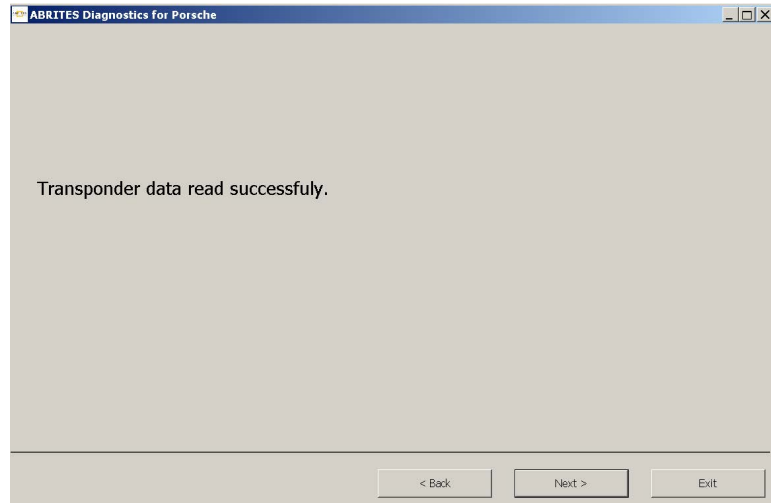 ABRITES Diagnostics for Porsche
Transponder data read successfuly.
< Back Next > Exit